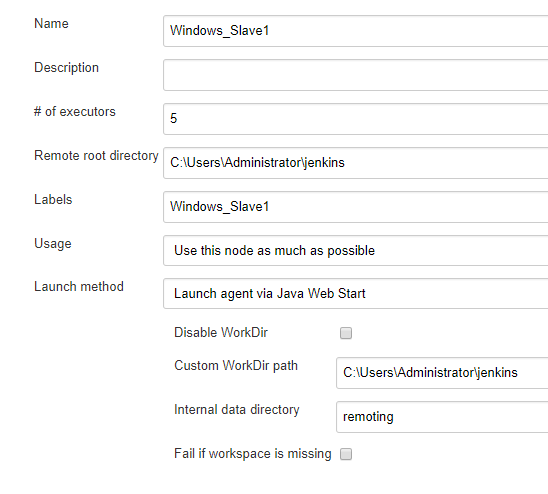 Name Windows_Slave1
Description
# of executors 5
Remote root directory C:\Users\Administrator\jenkins
Labels Windows_Slave1
Usage Use this node as much as possible
Launch method Launch agent via Java Web Start
Disable WorkDir
Custom WorkDir path C:\Users\Administrator\jenkins
Internal data directory remoting
Fail if workspace is missing